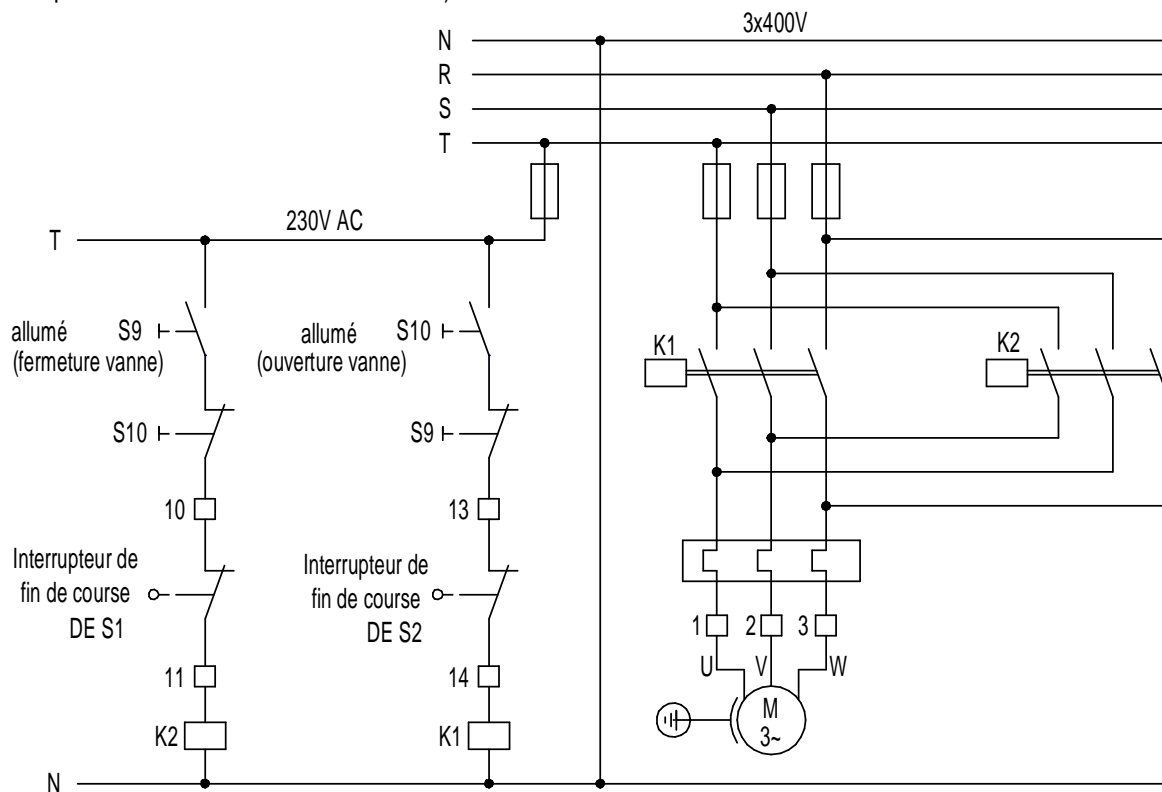 3x400V
N
R
S
T
230V AC
T
allumé S9
(fermeture vanne)
allumé S10
(ouverture vanne)
K1
K2
S10
S9
10
13
Interrupteur de
fin de course
DE S1
Interrupteur de
fin de course
DE S2
1 2 3
U V W
11
14
M
3~
K2
K1
N